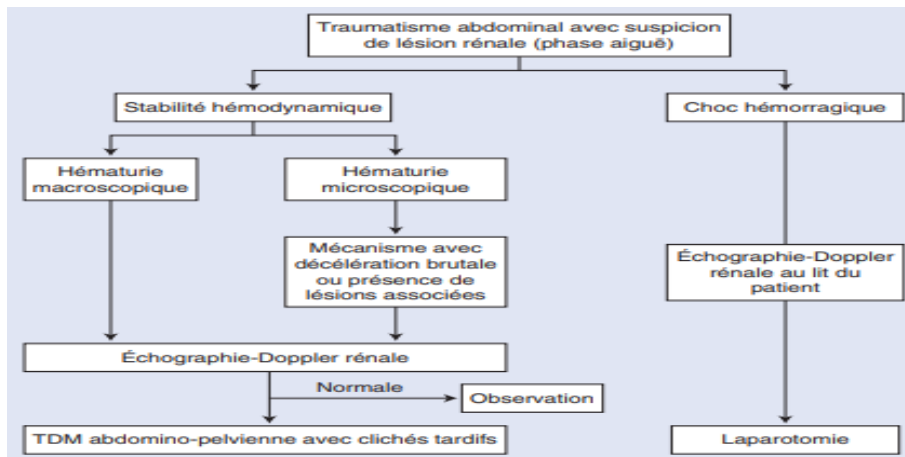 Traumatisme abdominal avec suspicion
de lésion rénale (phase aiguë)
Stabilité hémodynamique
Choc hémorragique
Hématurie
macroscopique
Hématurie
microscopique
Mécanisme avec
décélération brutale
ou présence de
lésions associées
Échographie-Doppler
rénale au lit du
patient
Échographie-Doppler rénale
Normale
Observation
TDM abdomino-pelvienne avec clichés tardifs
Laparotomie